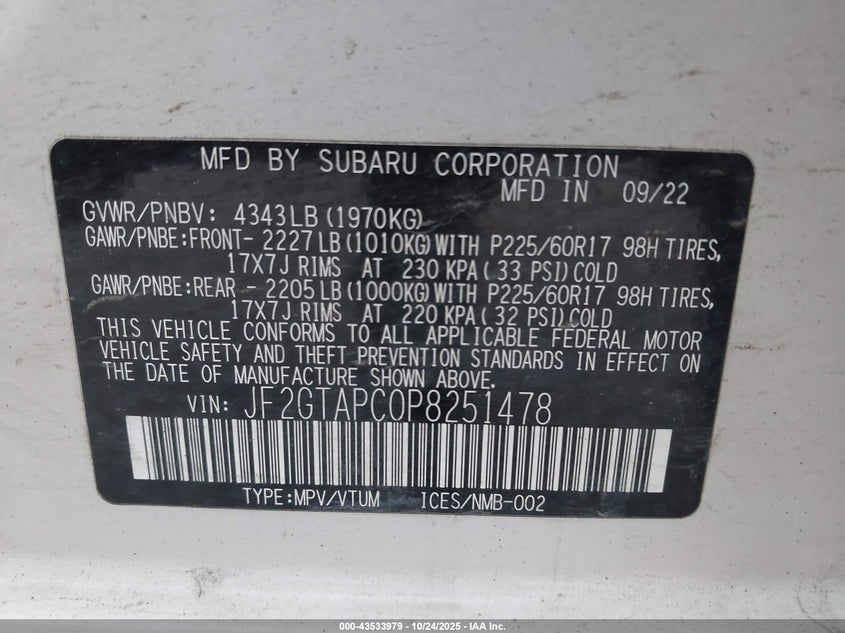 MFD BY SUBARU CORPORATION
MFD IN 09/22
GVWR/PNBV: 4343LB(1970KG)
GAWR/PNBE:FRONT- 2227LB(1010KG)WITH P225/60R17 98H TIRES,
17X7J RIMS AT 230 KPA(33 PSI)COLD
GAWR/PNBE:REAR - 2205LB(1000KG)WITH P225/60R17 98H TIRES,
17X7J RIMS AT 220 KPA(32 PSI)COLD
THIS VEHICLE CONFORMS TO ALL APPLICABLE FEDERAL MOTOR
VEHICLE SAFETY AND THEFT PREVENTION STANDARDS IN EFFECT ON
THE DATE OF MANUFACTURE SHOWN ABOVE.
VIN: JF2GTAPC0P8251478
TYPE:MPV/VTUM ICES/NMB-002
000-43533979 - 10/24/2025 - IAA Inc.